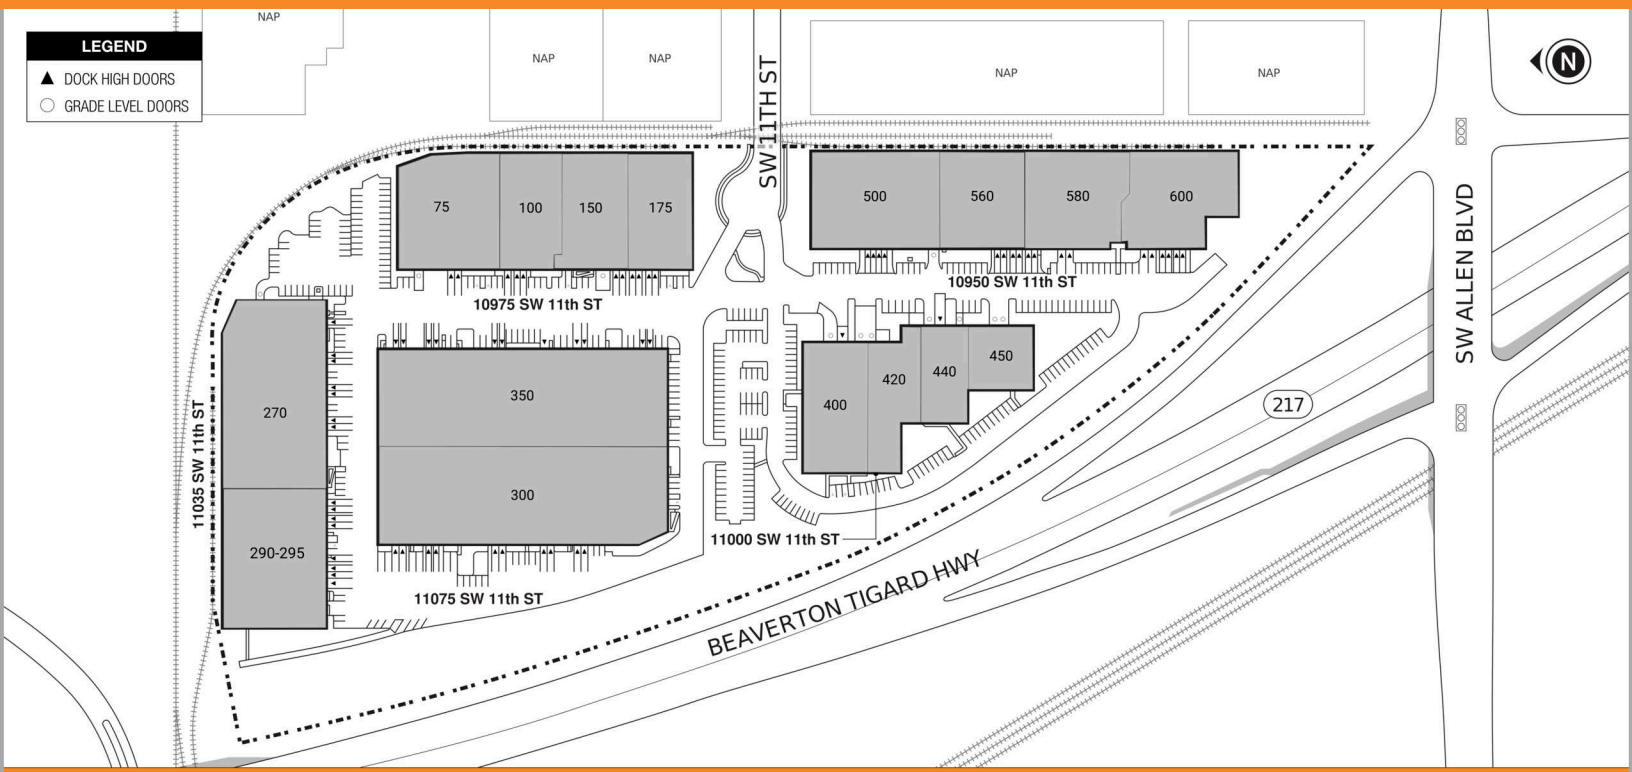 NAP
LEGEND
DOCK HIGH DOORS
GRADE LEVEL DOORS
NAP
NAP
NAP
NAP
N
SW 11TH ST
75
100
150
175
500
560
580
600
10975 SW 11th ST
10950 SW 11th ST
SW ALLEN BLVD
270
290-295
11035 SW 11th ST
350
300
11075 SW 11th ST
400
420
440
450
11000 SW 11th ST
217
BEAVERTON TIGARD HWY